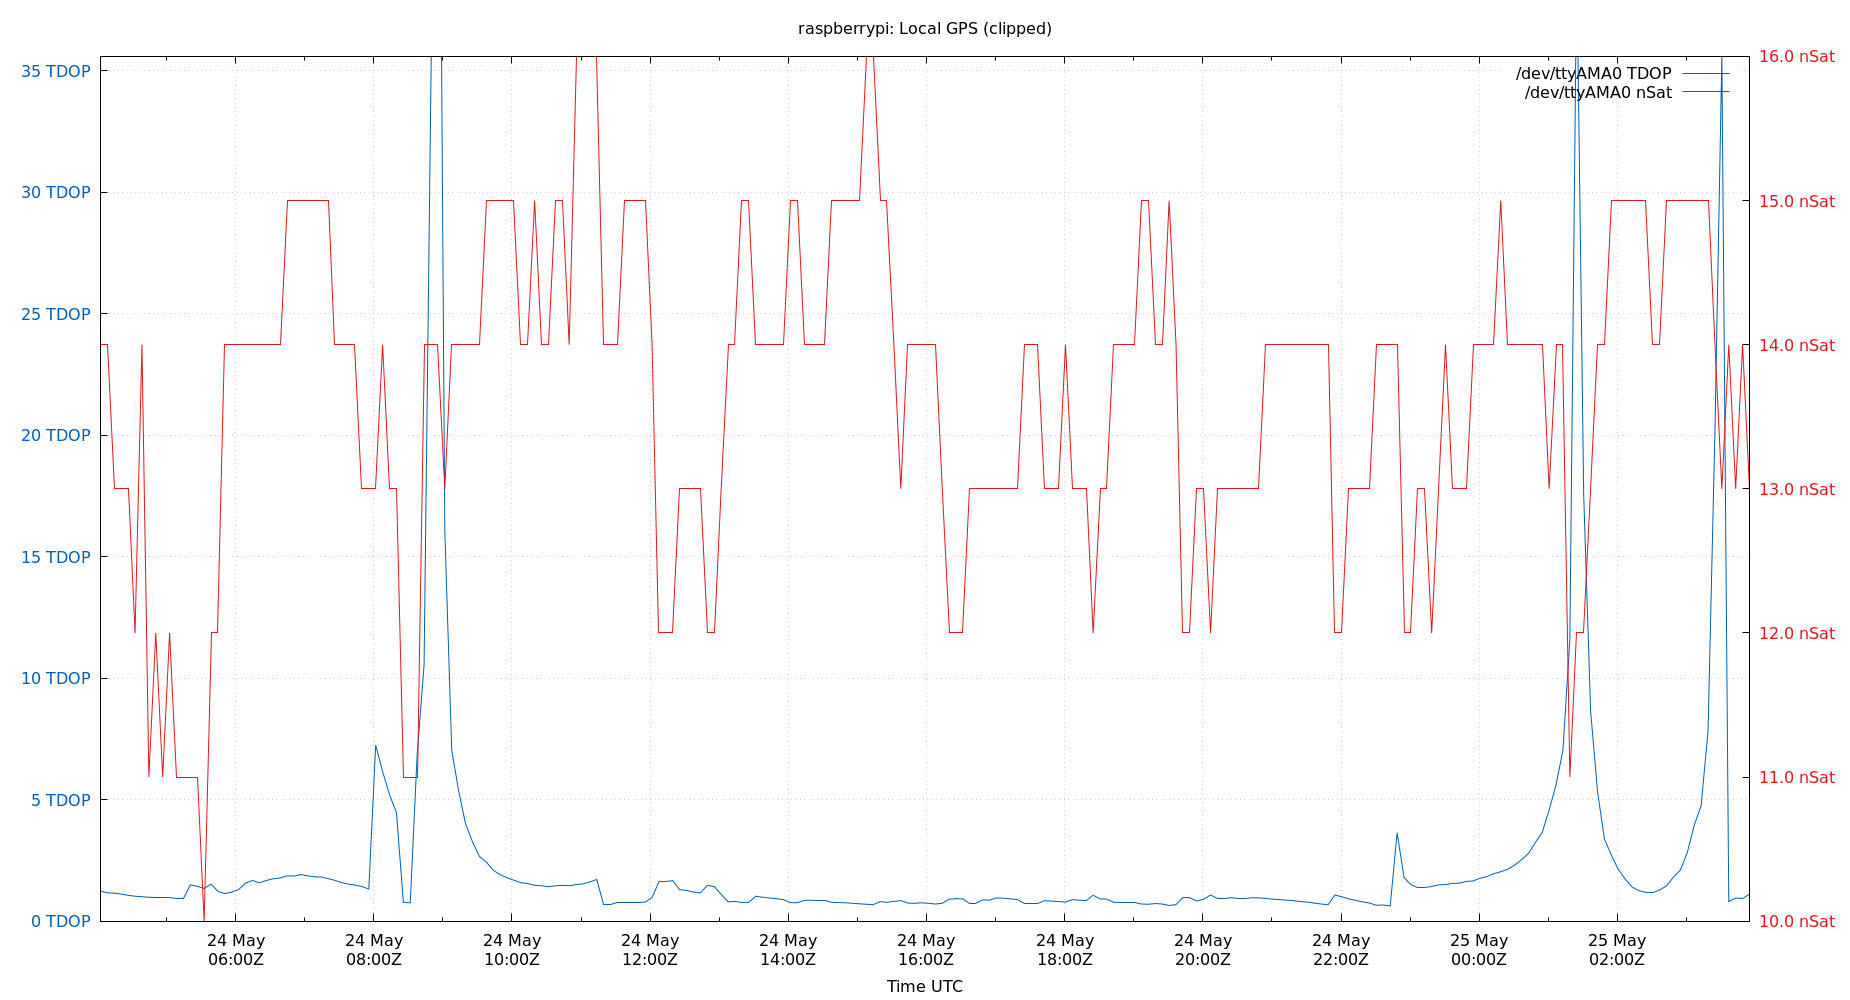 raspberrypi: Local GPS (clipped)
/dev/ttyAMA0 TDOP
/dev/ttyAMA0 nSat
35 TDOP
30 TDOP
25 TDOP
20 TDOP
15 TDOP
10 TDOP
5 TDOP
0 TDOP
16.0 nSat
15.0 nSat
14.0 nSat
13.0 nSat
12.0 nSat
11.0 nSat
10.0 nSat
24 May
06:00Z
24 May
08:00Z
24 May
10:00Z
24 May
12:00Z
24 May
14:00Z
24 May
16:00Z
24 May
18:00Z
24 May
20:00Z
24 May
22:00Z
25 May
00:00Z
25 May
02:00Z
Time UTC